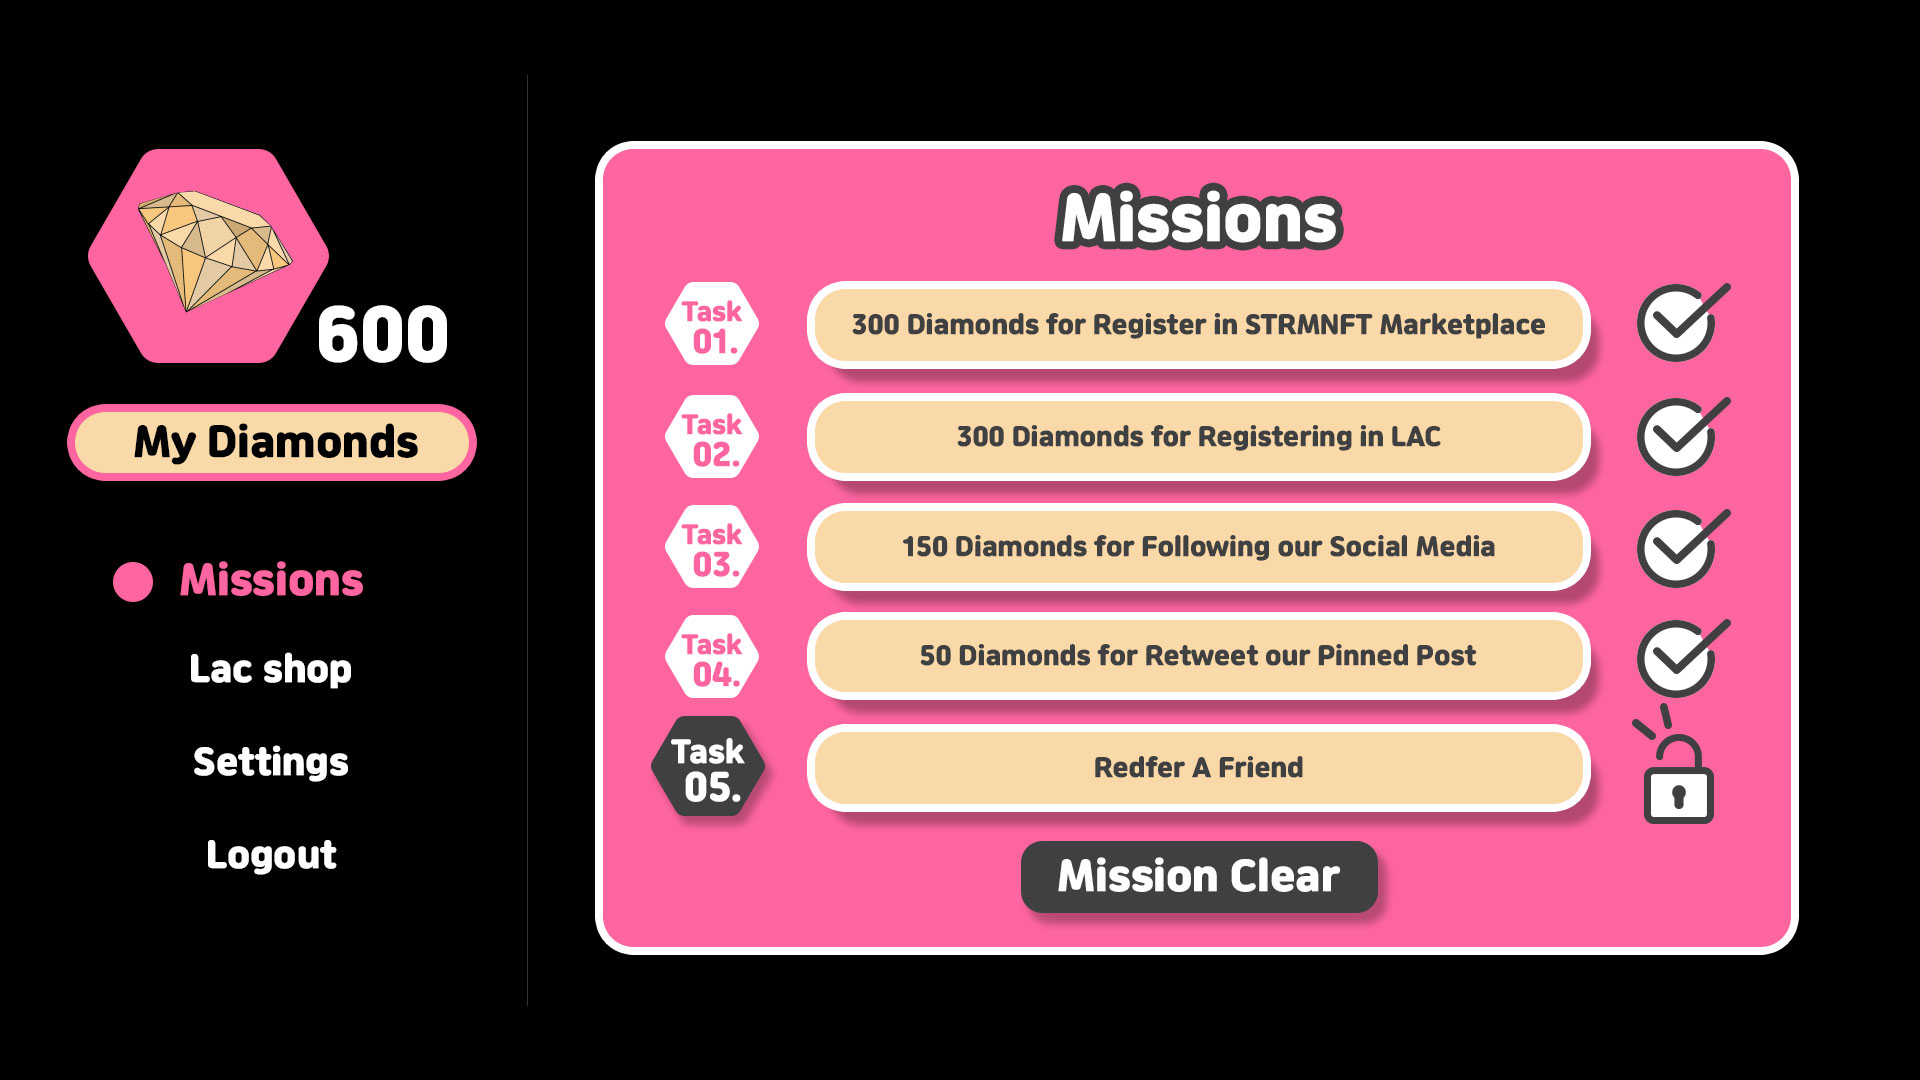 600
My Diamonds
Missions
Lac shop
Settings
Logout
Missions
Task
01.
300 Diamonds for Register in STRMNFT Marketplace
Task
02.
300 Diamonds for Registering in LAC
Task
03.
150 Diamonds for Following our Social Media
Task
04.
50 Diamonds for Retweet our Pinned Post
Task
05.
Redfer A Friend
Mission Clear